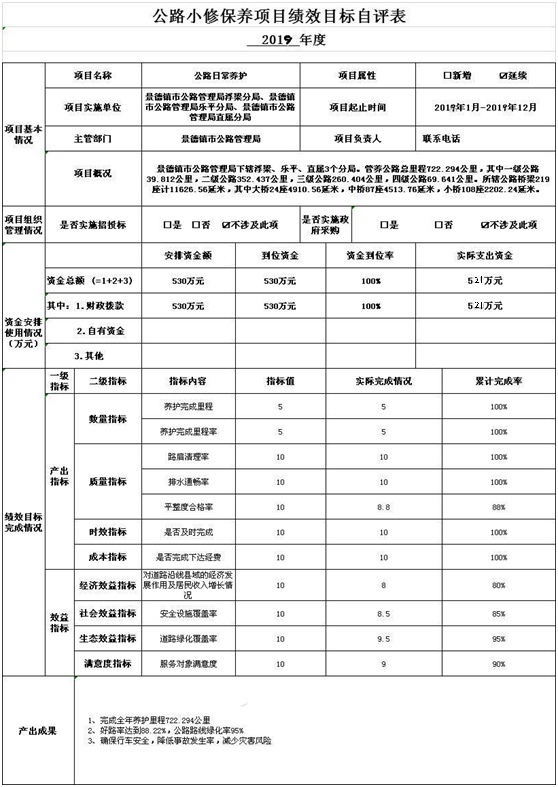 公路小修保养项目绩效目标自评表
2019 年度
项目基本情况
项目名称 公路日常养护 项目属性 □新增 ☑延续
项目实施单位 景德镇市公路管理局浮梁分局、景德镇市公路管理局乐平分局、景德镇市公路管理局直属分局 项目起止时间 2019年1月-2019年12月
主管部门 景德镇市公路管理局 项目负责人 联系电话
项目概况
景德镇市公路管理局下辖浮梁、乐平、直属3个分局。管养公路总里程722.294公里，其中一级公路
39.812公里，二级公路352.437公里，三级公路260.404公里，四级公路69.641公里。所辖公路桥梁219
座计11626.56延米，其中大桥24座4910.56延米，中桥87座4513.76延米，小桥108座2202.24延米。
项目组织管理情况 是否实施招投标 □是 □否 ☑不涉及此项 是否实施政府采购 □是 □否 ☑不涉及此项
资金安排使用情况（万元）
安排资金额 到位资金 资金到位率 实际支出资金
资金总额（=1+2+3） 530万元 530万元 100% 521万元
其中：1.财政拨款 530万元 530万元 100% 521万元
2.自有资金
3.其他
绩效目标完成情况
一级指标 二级指标 指标内容 指标值 实际完成情况 累计完成率
产出指标
数量指标 养护完成里程 5 5 100%
养护完成里程率 5 5 100%
质量指标 路肩清理率 10 10 100%
排水通畅率 10 10 100%
平整度合格率 10 8.8 88%
时效指标 是否及时完成 10 10 100%
成本指标 是否完成下达经费 10 10 100%
效益指标
经济效益指标 对道路沿线县域的经济发展作用及居民收入增长情况 10 8 80%
社会效益指标 安全设施覆盖率 10 8.5 85%
生态效益指标 道路绿化覆盖率 10 9.5 95%
满意度指标 服务对象满意度 10 9 90%
产出成果
1、完成全年养护里程722.294公里
2、好路率达到88.22%，公路路线绿化率95%
3、确保行车安全，降低事故发生率，减少灾害风险